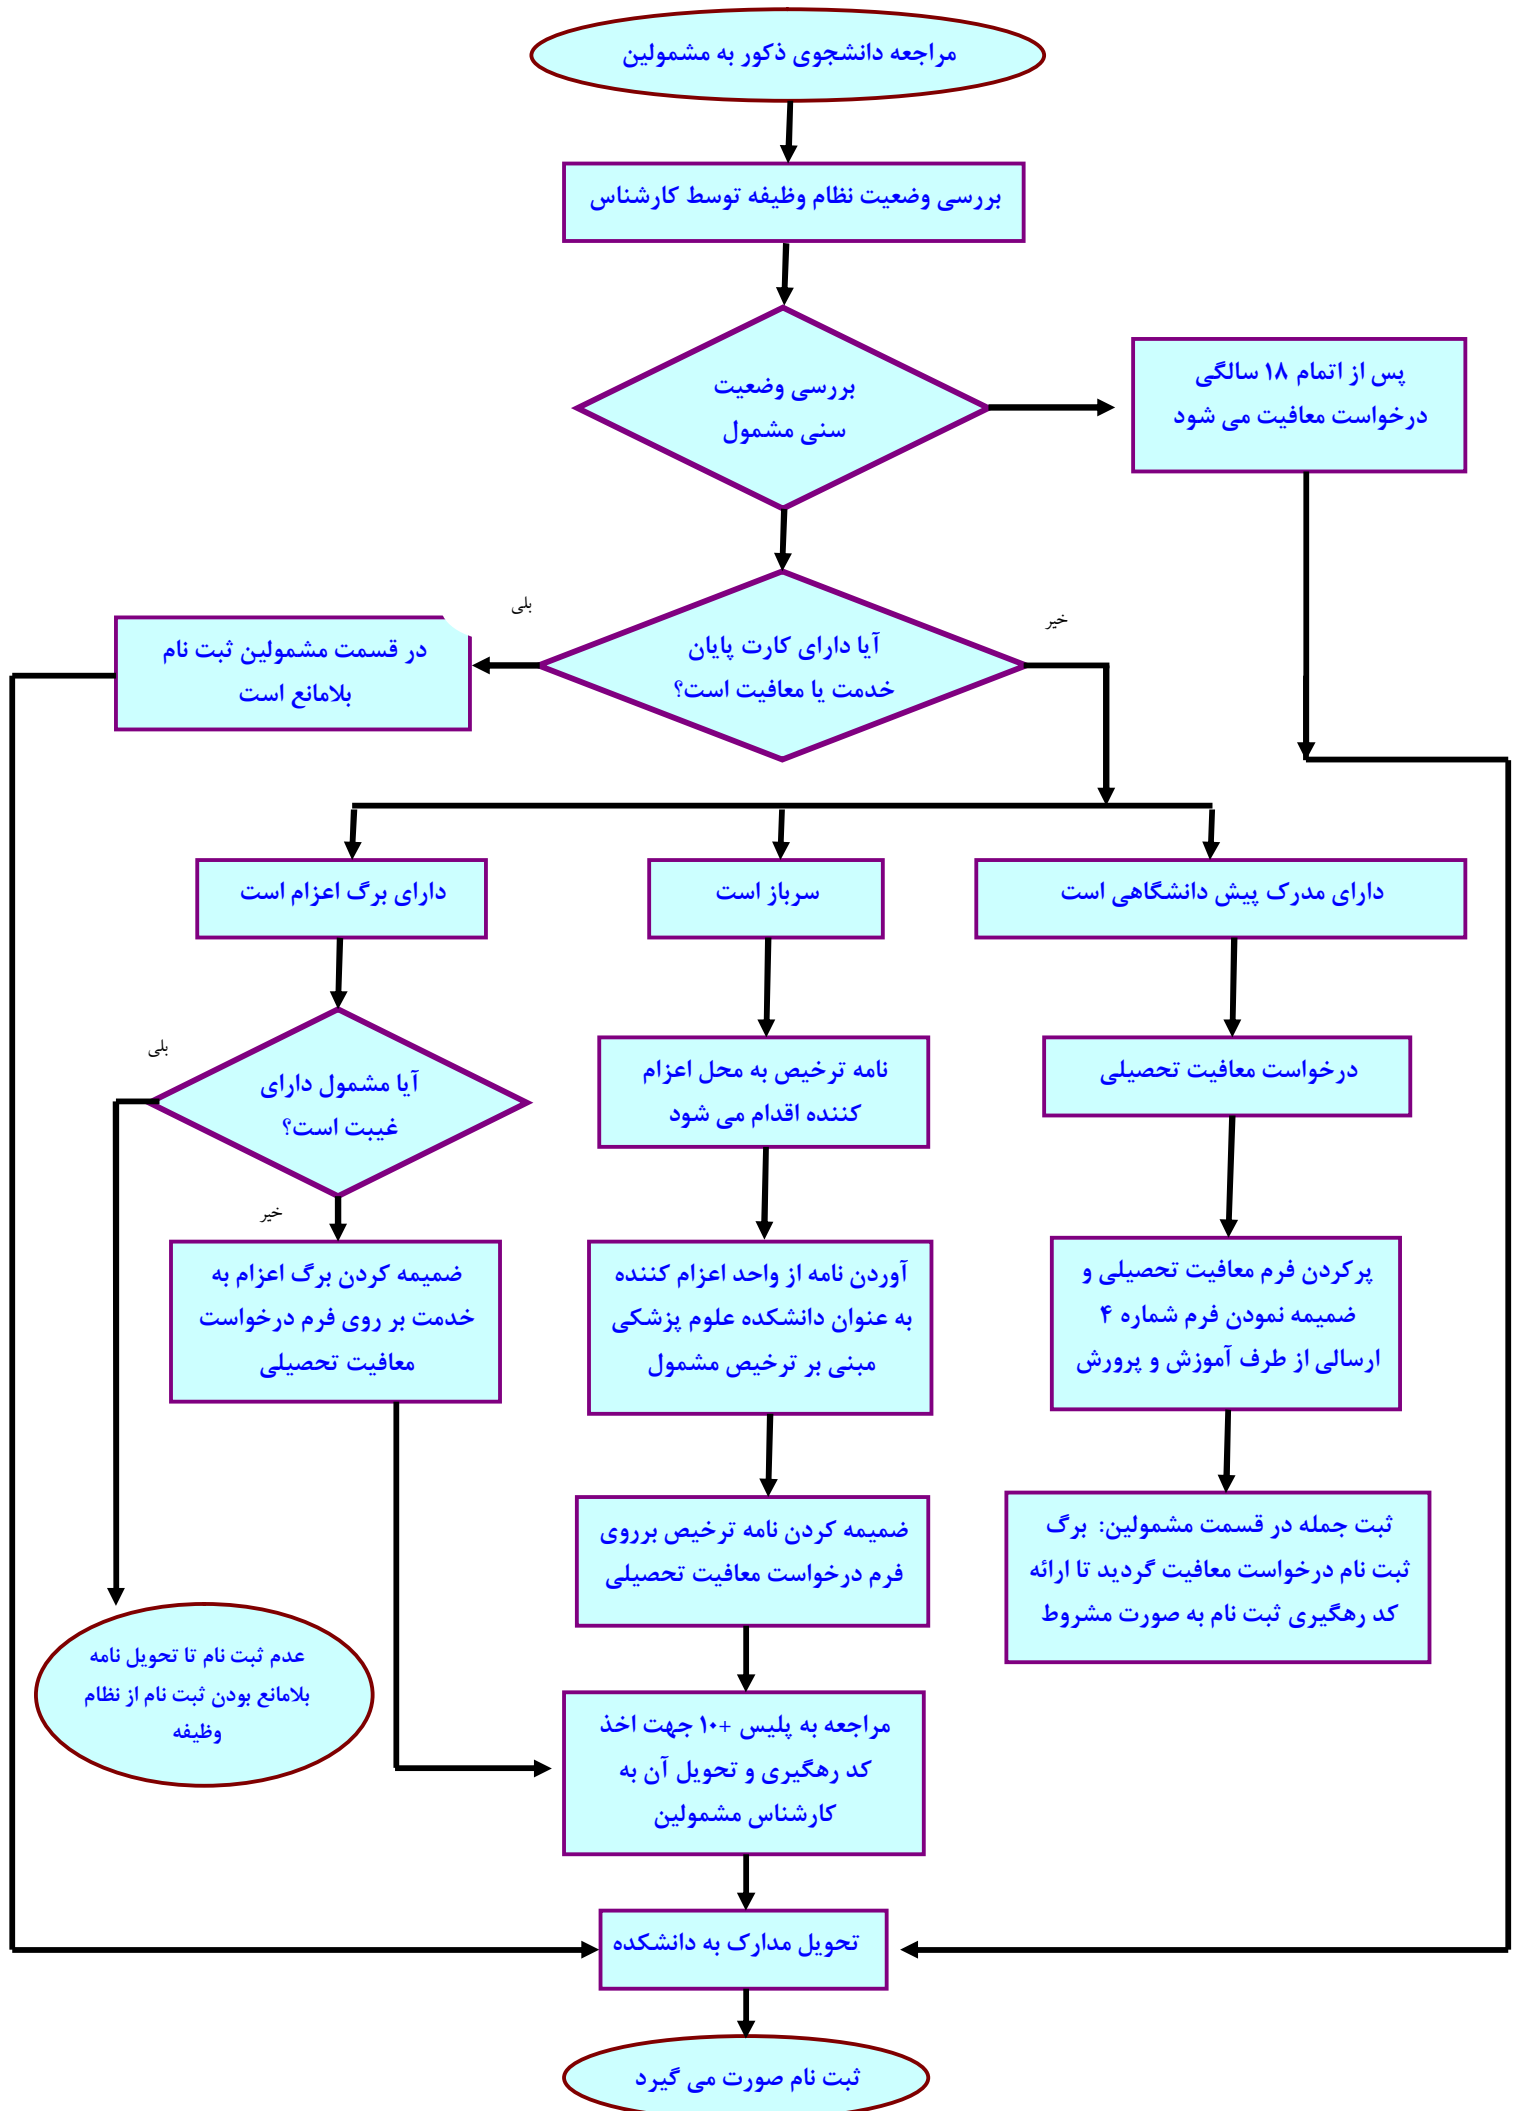 مراجعه دانشجوی ذکور به مشمولین
بررسی وضعیت نظام وظیفه توسط کارشناس
بررسی وضعیت
سنی مشمول
پس از اتمام ۱۸ سالگی
درخواست معافیت می شود
بلی
خیر
آیا دارای کارت پایان
خدمت یا معافیت است؟
در قسمت مشمولین ثبت نام
بلامانع است
دارای مدرک پیش دانشگاهی است
سرباز است
دارای برگ اعزام است
درخواست معافیت تحصیلی
نامه ترخیص به محل اعزام
کننده اقدام می شود
بلی
آیا مشمول دارای
غیبت است؟
خیر
پرکردن فرم معافیت تحصیلی و
ضمیمه نمودن فرم شماره ۴
ارسالی از طرف آموزش و پرورش
آوردن نامه از واحد اعزام کننده
به عنوان دانشکده علوم پزشکی
مبنی بر ترخیص مشمول
ضمیمه کردن برگ اعزام به
خدمت بر روی فرم درخواست
معافیت تحصیلی
ثبت جمله در قسمت مشمولین: برگ
ثبت نام درخواست معافیت گردید تا ارائه
کد رهگیری ثبت نام به صورت مشروط
ضمیمه کردن نامه ترخیص برروی
فرم درخواست معافیت تحصیلی
عدم ثبت نام تا تحویل نامه
بلامانع بودن ثبت نام از نظام
وظیفه
مراجعه به پلیس +۱۰ جهت اخذ
کد رهگیری و تحویل آن به
کارشناس مشمولین
تحویل مدارک به دانشکده
ثبت نام صورت می گیرد